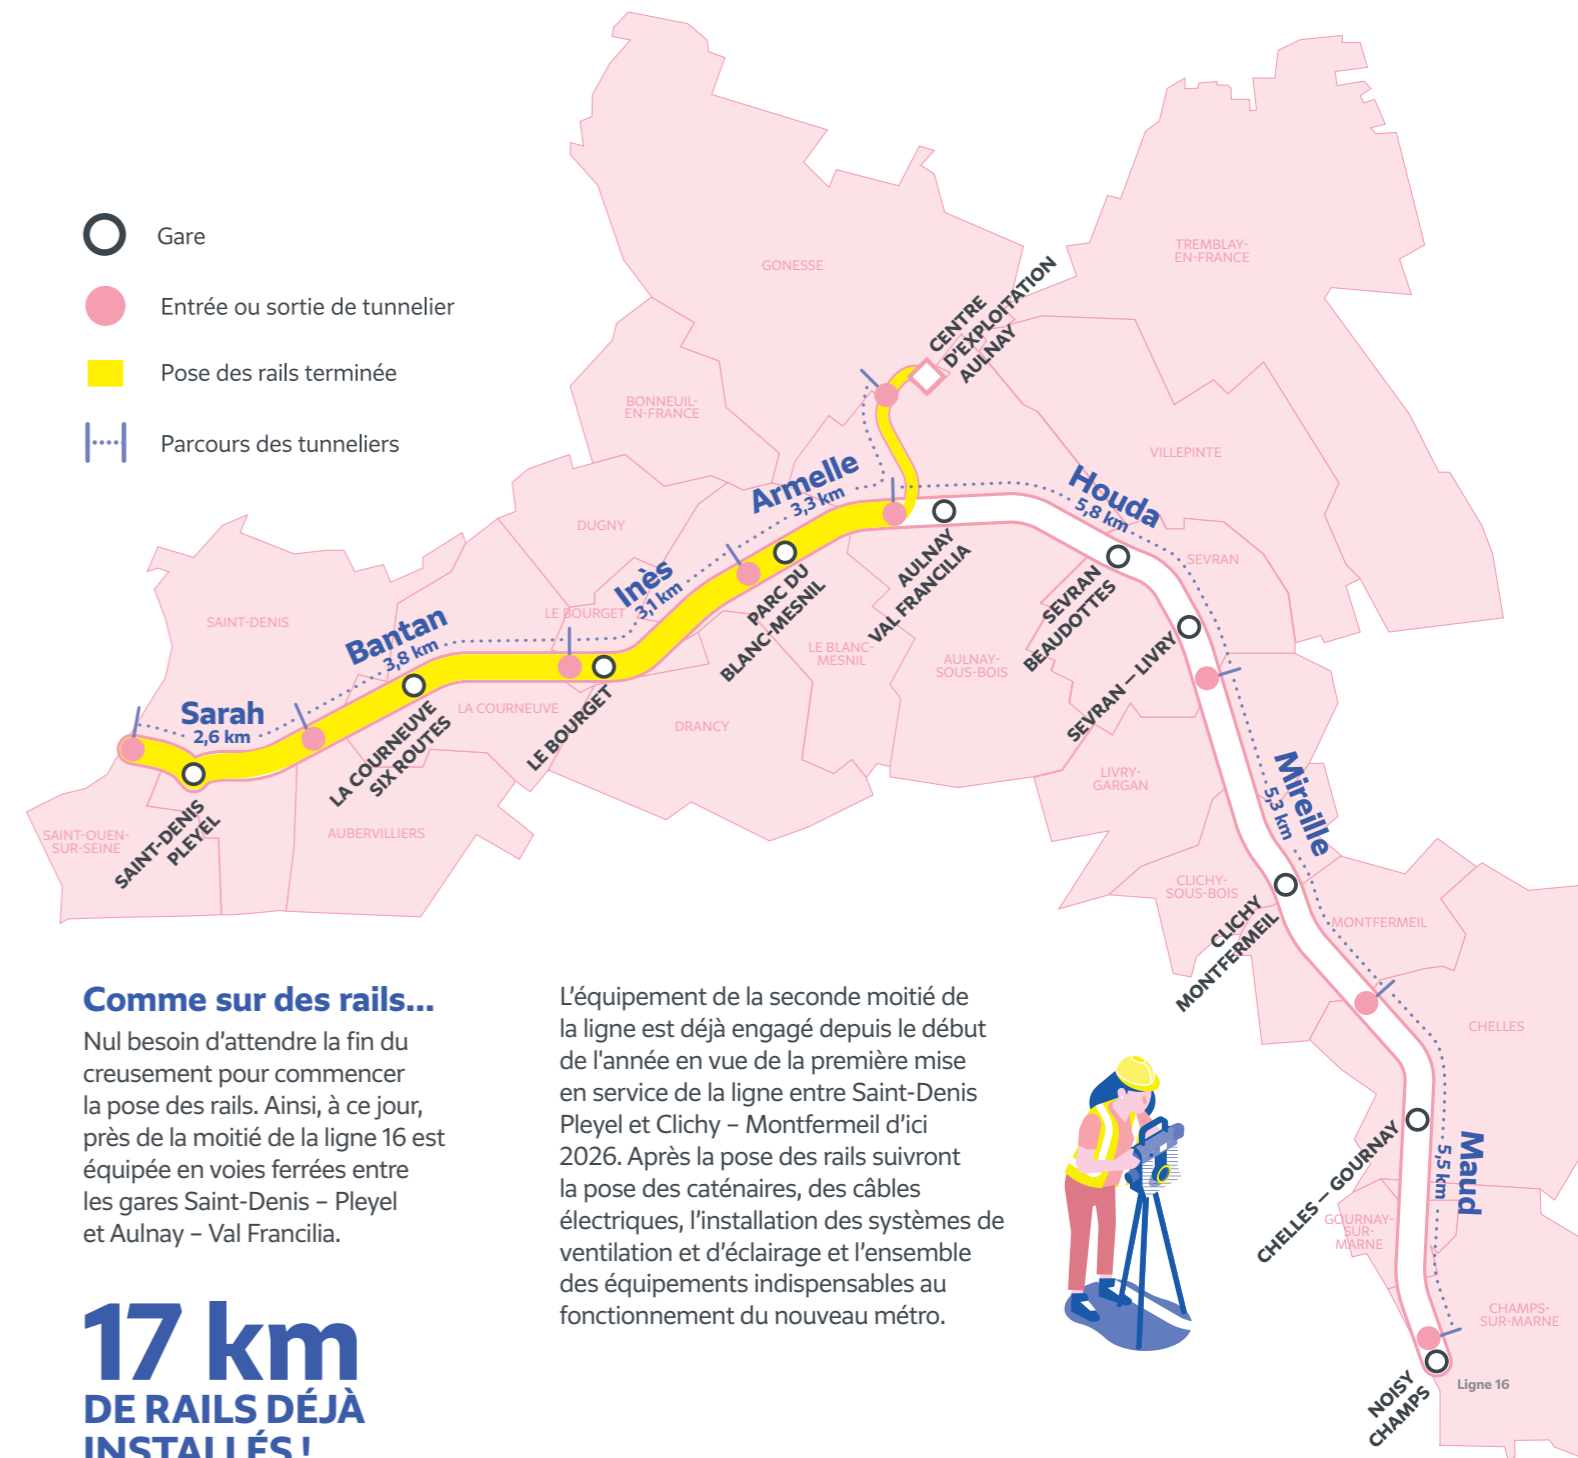 Gare
Entrée ou sortie de tunnelier
Pose des rails terminée
Parcours des tunneliers
GONESSE
TREMBLAY-
EN-FRANCE
CENTRE
D'EXPLOITATION
AULNAY
BONNEUIL-
EN-FRANCE
VILLEPINTE
DUGNY
Armelle
3,3 km
Houda
5,8 km
SEVRAN
Inès
3,1 km
LE BOURGET
SAINT-DENIS
Bantan
3,8 km
Sarah
2,6 km
LA COURNEUVE
DRANCY
LE BLANC-
MESNIL
AULNAY-
SOUS-BOIS
PARC DU
BLANC-MESNIL
AULNAY
VAL FRANCILIA
SEVRAN
BEAUDOTTES
SEVRAN – LIVRY
LE BOURGET
LA COURNEUVE
SIX ROUTES
SAINT-DENIS
PLEYEL
SAINT-OUEN-
SUR-SEINE
AUBERVILLIERS
LIVRY-
GARGAN
Mireille
5,3 km
CLICHY-
SOUS-BOIS
MONTFERMEIL
CLICHY
MONTFERMEIL
CHELLES
CHELLES – GOURNAY
Maud
5,5 km
GOURNAY-
SUR-
MARNE
CHAMPS-
SUR-MARNE
NOISY
CHAMPS
Ligne 16
Comme sur des rails...
Nul besoin d'attendre la fin du
creusement pour commencer
la pose des rails. Ainsi, à ce jour,
près de la moitié de la ligne 16 est
équipée en voies ferrées entre
les gares Saint-Denis – Pleyel
et Aulnay – Val Francilia.
17 km
DE RAILS DÉJÀ
INSTALLÉS !
L'équipement de la seconde moitié de
la ligne est déjà engagé depuis le début
de l'année en vue de la première mise
en service de la ligne entre Saint-Denis
Pleyel et Clichy – Montfermeil d'ici
2026. Après la pose des rails suivront
la pose des caténaires, des câbles
électriques, l'installation des systèmes de
ventilation et d'éclairage et l'ensemble
des équipements indispensables au
fonctionnement du nouveau métro.